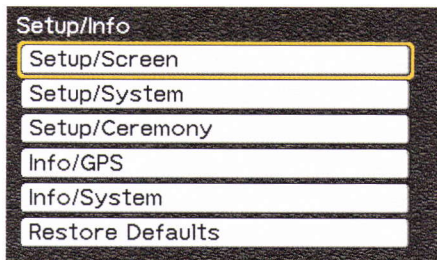 Setup/Info
Setup/Screen
Setup/System
Setup/Ceremony
Info/GPS
Info/System
Restore Defaults